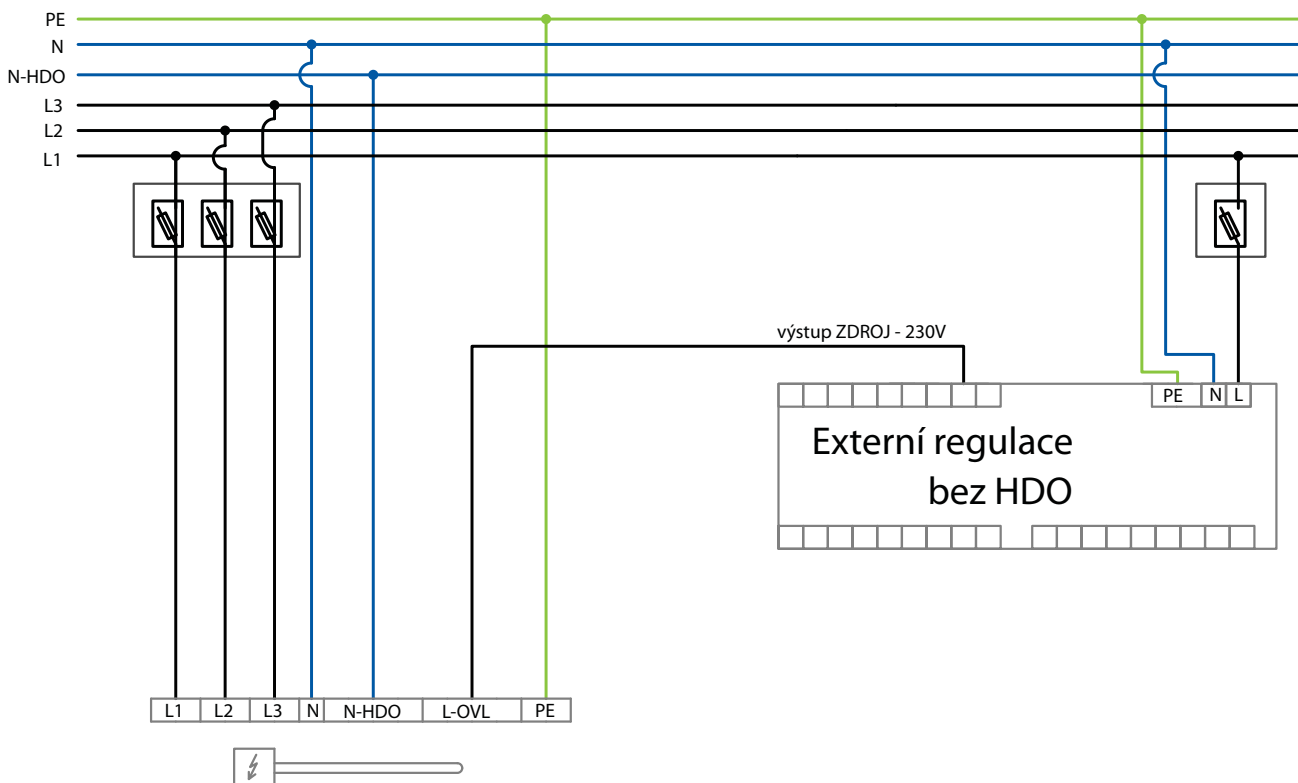 PE
N
N-HDO
L3
L2
L1
výstup ZDROJ - 230V
PE N L
Externí regulace
bez HDO
L1 L2 L3 N N-HDO L-OVL PE